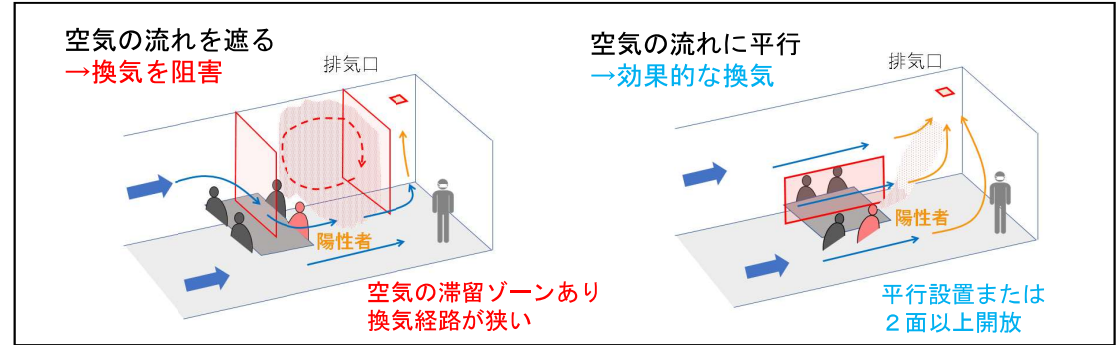 空気の流れを遮る
→換気を阻害
排気口
陽性者
空気の滞留ゾーンあり
換気経路が狭い
空気の流れに平行
→効果的な換気
排気口
陽性者
平行設置または
２面以上開放